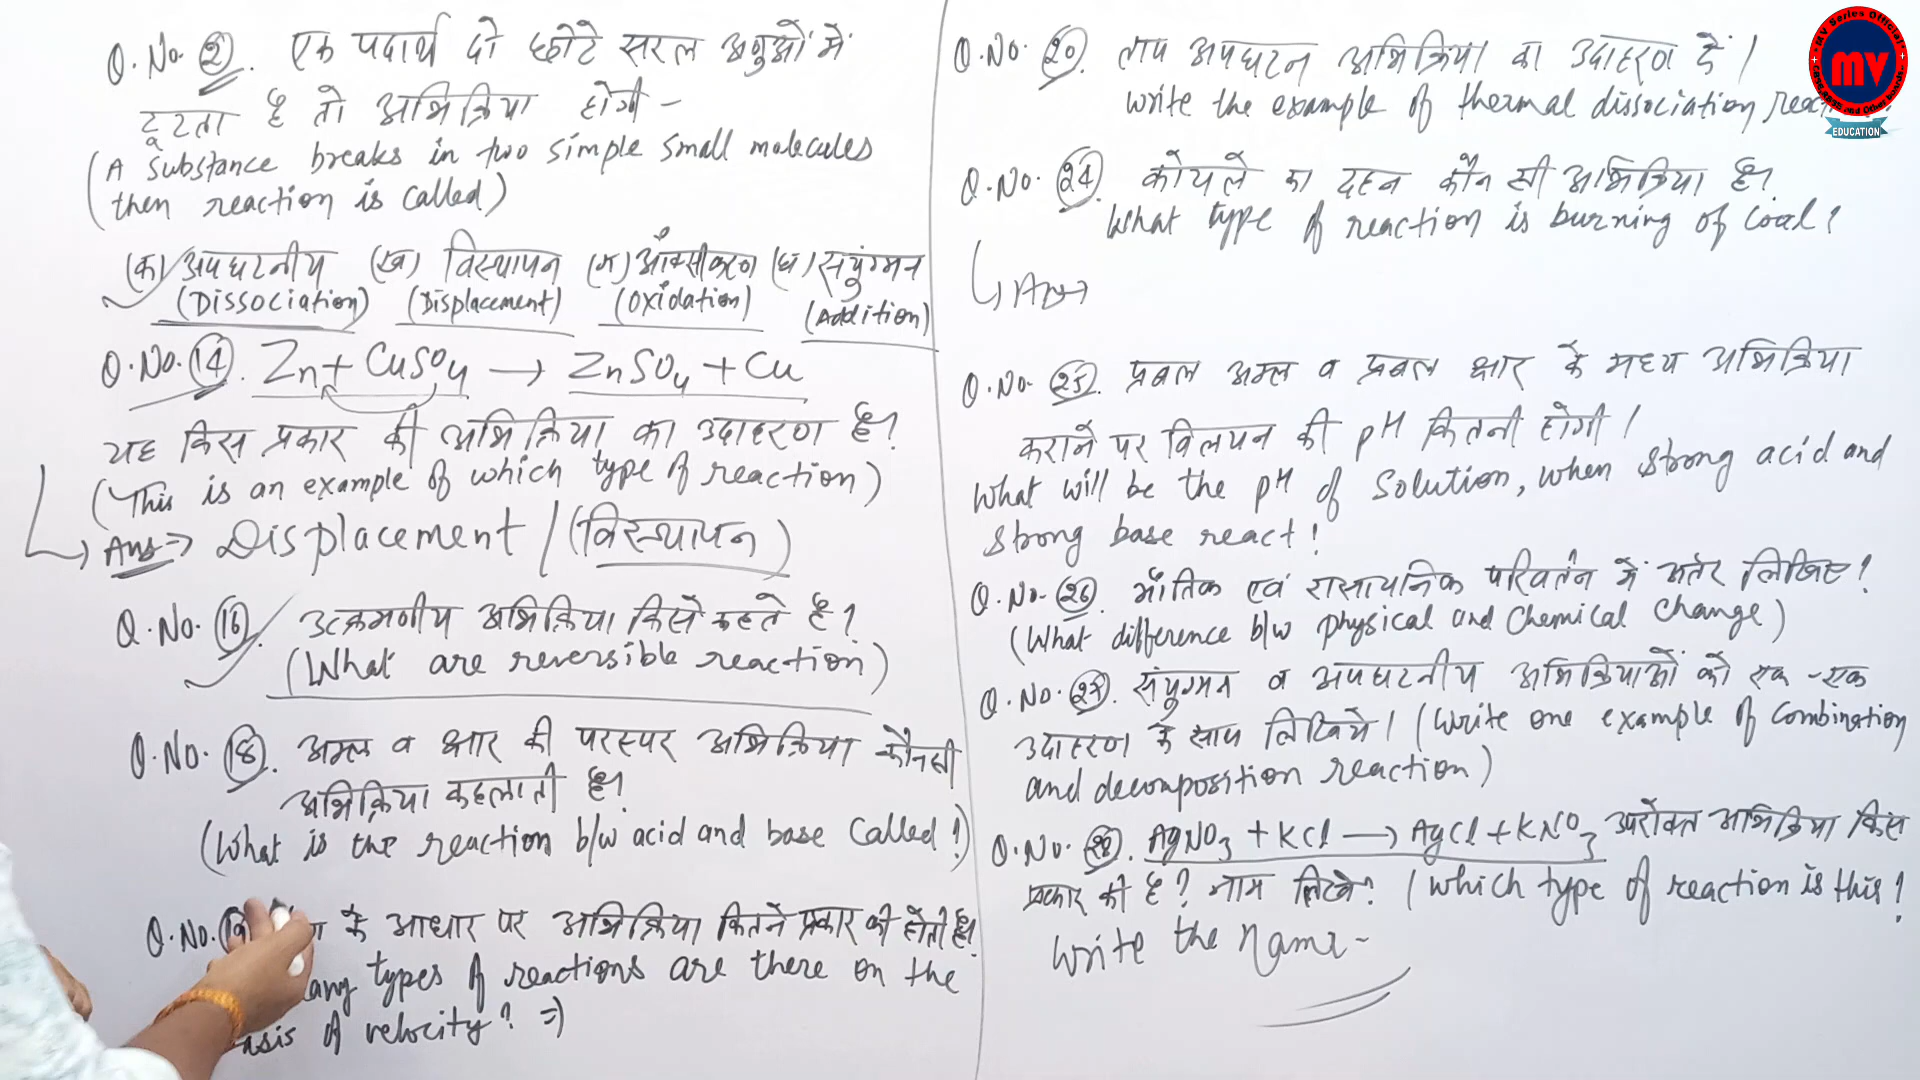 Q.No. 2. एक पदार्थ दो छोटे सरल अणुओं में
टूटता है तो अभिक्रिया होगी -
(A substance breaks in two simple small molecules
then reaction is called)
(क) अपघटनीय (ख) विस्थापन (ग) ऑक्सीकरण (घ) संयुग्मन
(Dissociation) (Displacement) (Oxidation) (Addition)
Q.No. 14. Zn + CuSO4 → ZnSO4 + Cu
यह किस प्रकार की अभिक्रिया का उदाहरण है?
(This is an example of which type of reaction)
Ans → Displacement / (विस्थापन)
Q.No. 16 उत्क्रमणीय अभिक्रिया किसे कहते है?
(What are reversible reaction)
Q.No. 18. अम्ल व क्षार की परस्पर अभिक्रिया कौनसी
अभिक्रिया कहलाती है।
(What is the reaction b/w acid and base called?)
Q.No. के आधार पर अभिक्रिया कितने प्रकार की होती है।
types of reactions are there on the
of velocity? ⇒)
Q.No. 20. ताप अपघटन अभिक्रिया का उदाहरण दें।
write the example of thermal dissociation
Q.No. 24. कोयले का दहन कौन सी अभिक्रिया है।
What type of reaction is burning of coal?
Ans →
Q.No. 25. प्रबल अम्ल व प्रबल क्षार के मध्य अभिक्रिया
कराने पर विलयन की pH कितनी होगी।
What will be the pH of solution, when strong acid and
strong base react?
Q.No. 26. भौतिक एवं रासायनिक परिवर्तन में अंतर लिखिए?
(What difference b/w physical and chemical change)
Q.No. 27. संयुग्मन व अपघटनीय अभिक्रियाओं को एक-एक
उदाहरण के साथ लिखिये। (write one example of combination
and decomposition reaction)
Q.No. 28. AgNO3 + KCl → AgCl + KNO3 उपरोक्त अभिक्रिया किस
प्रकार की है? नाम लिखे? (Which type of reaction is this?
Write the name-
MV Series Official
MV
EDUCATION